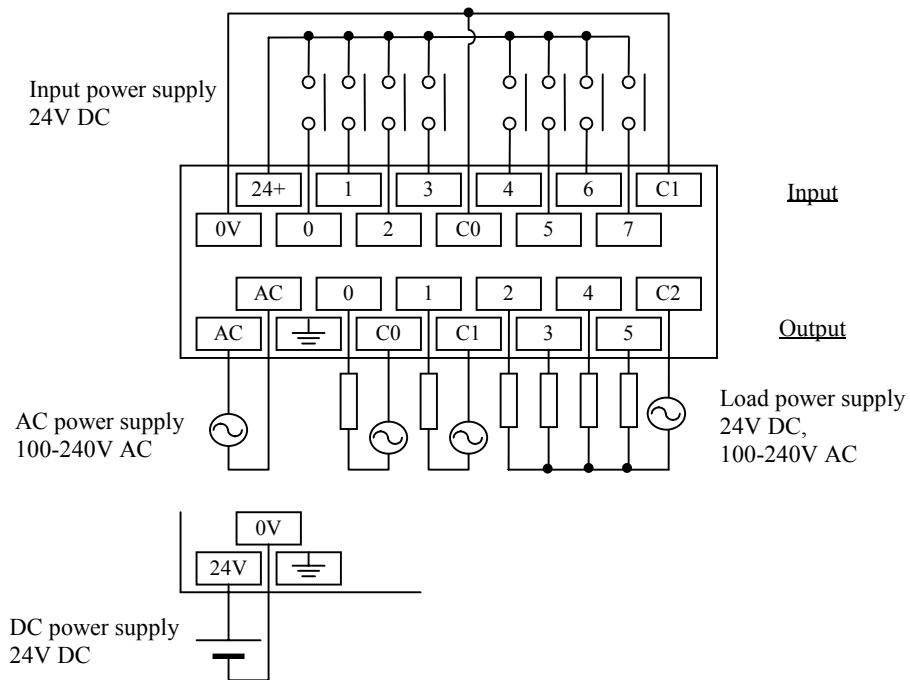 Input power supply
24V DC
24+ 1 3 4 6 C1
Input
0V 0 2 C0 5 7
AC 0 1 2 4 C2
AC C0 C1 3 5
Output
AC power supply
100-240V AC
Load power supply
24V DC,
100-240V AC
0V
24V
DC power supply
24V DC